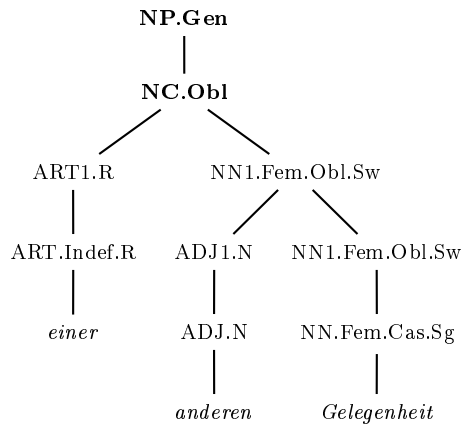 NP.Gen
NC.Obl
ART1.R NN1.Fem.Obl.Sw
ART.Indef.R ADJ1.N NN1.Fem.Obl.Sw
einer ADJ.N NN.Fem.Cas.Sg
anderen Gelegenheit